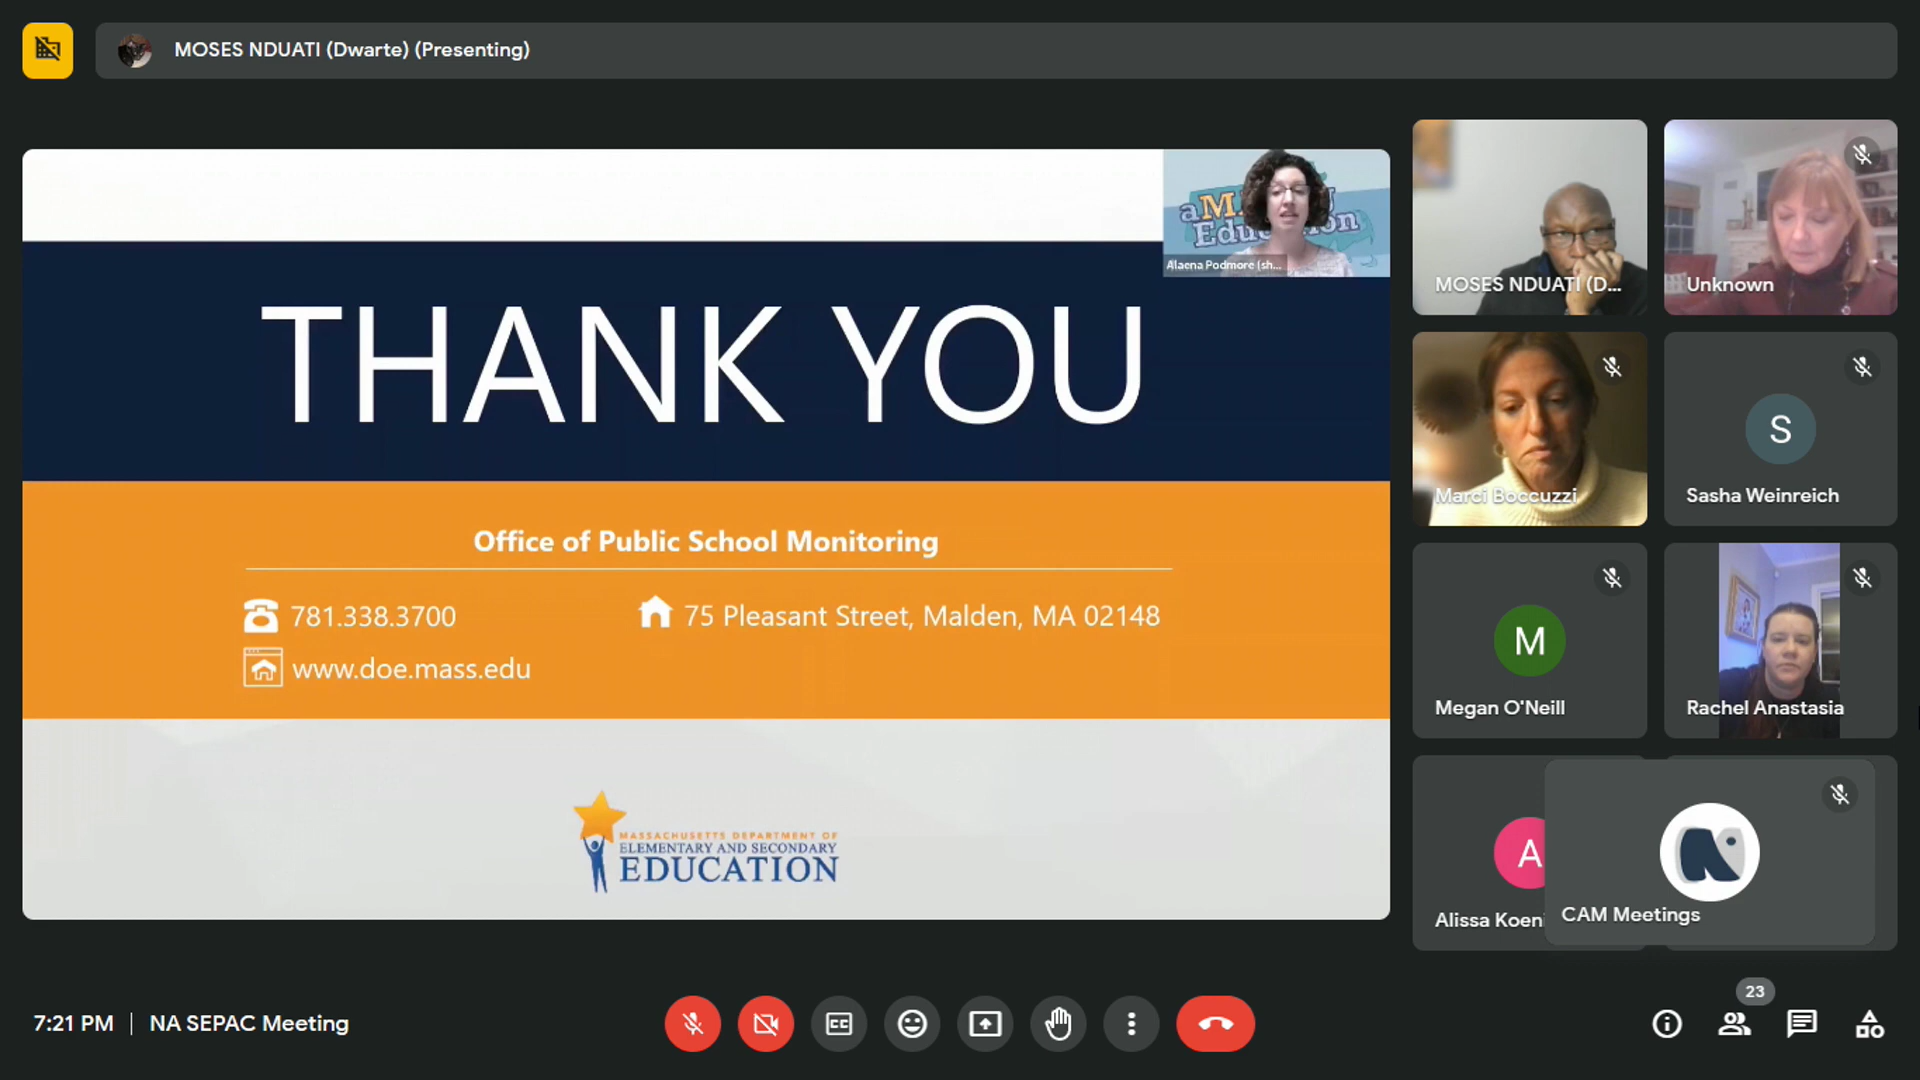 MOSES NDUATI (Dwarte) (Presenting)
Alaena Podmore (sh...
THANK YOU
Office of Public School Monitoring
781.338.3700
75 Pleasant Street, Malden, MA 02148
www.doe.mass.edu
MASSACHUSETTS DEPARTMENT OF
ELEMENTARY AND SECONDARY
EDUCATION
MOSES NDUATI (D...
Unknown
Marci Boccuzzi
S
Sasha Weinreich
M
Megan O'Neill
Rachel Anastasia
A
Alissa Koeni
CAM Meetings
7:21 PM | NA SEPAC Meeting
23